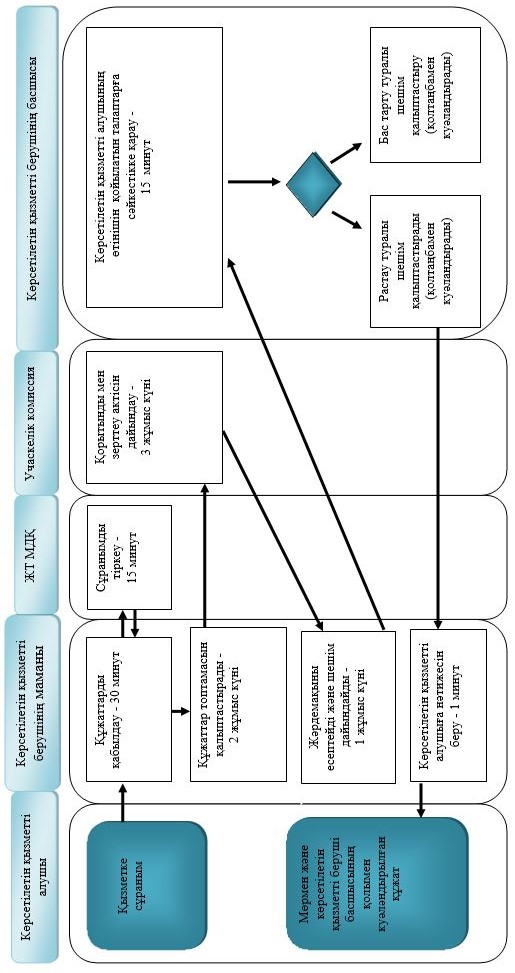 Көрсетілетін қызметті
алушы
Көрсетілетін қызметті
берушінің маманы
ЖТ МДҚ
Учаскелік комиссия
Көрсетілетін қызметті берушінің басшысы
Қызметке
сұраным
Құжаттарды
қабылдау - 30 минут
Сұранымды
тіркеу -
15 минут
Құжаттар топтамасын
қалыптастырады -
2 жұмыс күні
Қорытынды мен
зерттеу актісін
дайындау -
3 жұмыс күні
Жәрдемақыны
есептейді және шешім
дайындайды -
1 жұмыс күні
Көрсетілетін қызметті алушының
өтінішін қойылатын талаптарға
сәйкестікке қарау -
15 минут
Растау туралы
шешім
қалыптастырады
(қолтаңбамен
куәландырады)
Бас тарту туралы
шешім
қалыптастыру
(қолтаңбамен
куәландырады)
Көрсетілетін қызметті
алушыға нәтижесін
беру - 1 минут
Мөрмен және
көрсетілетін
қызметті беруші
басшысының
қолымен
куәландырылған
құжат